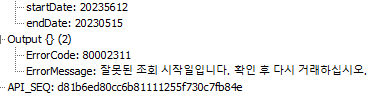 startDate: 20235612
endDate: 20230515
Output {} (2)
ErrorCode: 80002311
ErrorMessage: 잘못된 조회 시작일입니다. 확인 후 다시 거래하십시오.
API_SEQ: d81b6ed80cc6b81111255f730c7fb84e